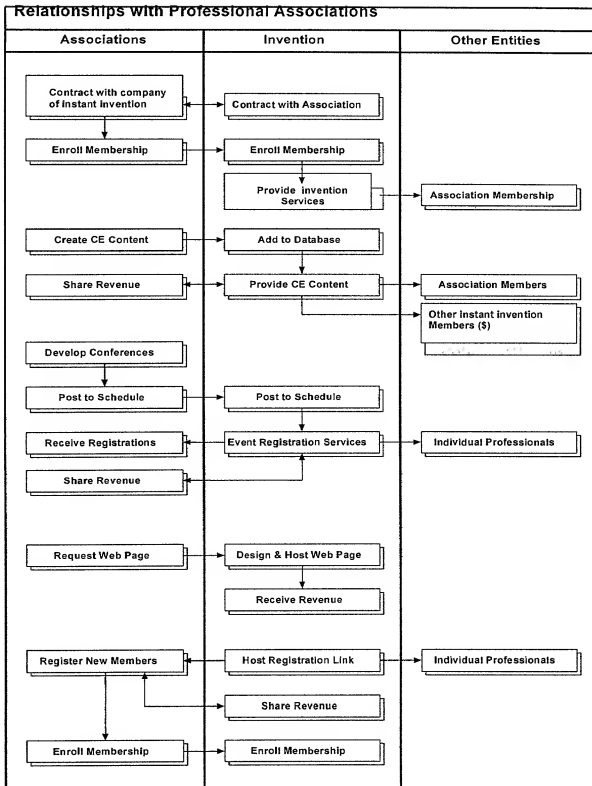 Relationships with Professional Associations
Associations
Invention
Other Entities
Contract with company
of instant invention
Contract with Association
Enroll Membership
Enroll Membership
Provide invention
Services
Association Membership
Create CE Content
Add to Database
Share Revenue
Provide CE Content
Association Members
Other instant invention
Members ($)
Develop Conferences
Post to Schedule
Post to Schedule
Receive Registrations
Event Registration Services
Individual Professionals
Share Revenue
Request Web Page
Design & Host Web Page
Receive Revenue
Register New Members
Host Registration Link
Individual Professionals
Share Revenue
Enroll Membership
Enroll Membership